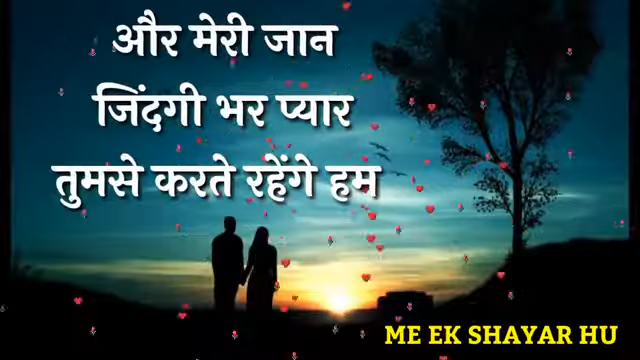 और मेरी जान
जिंदगी भर प्यार
तुमसे करते रहेंगे हम
ME EK SHAYAR HU